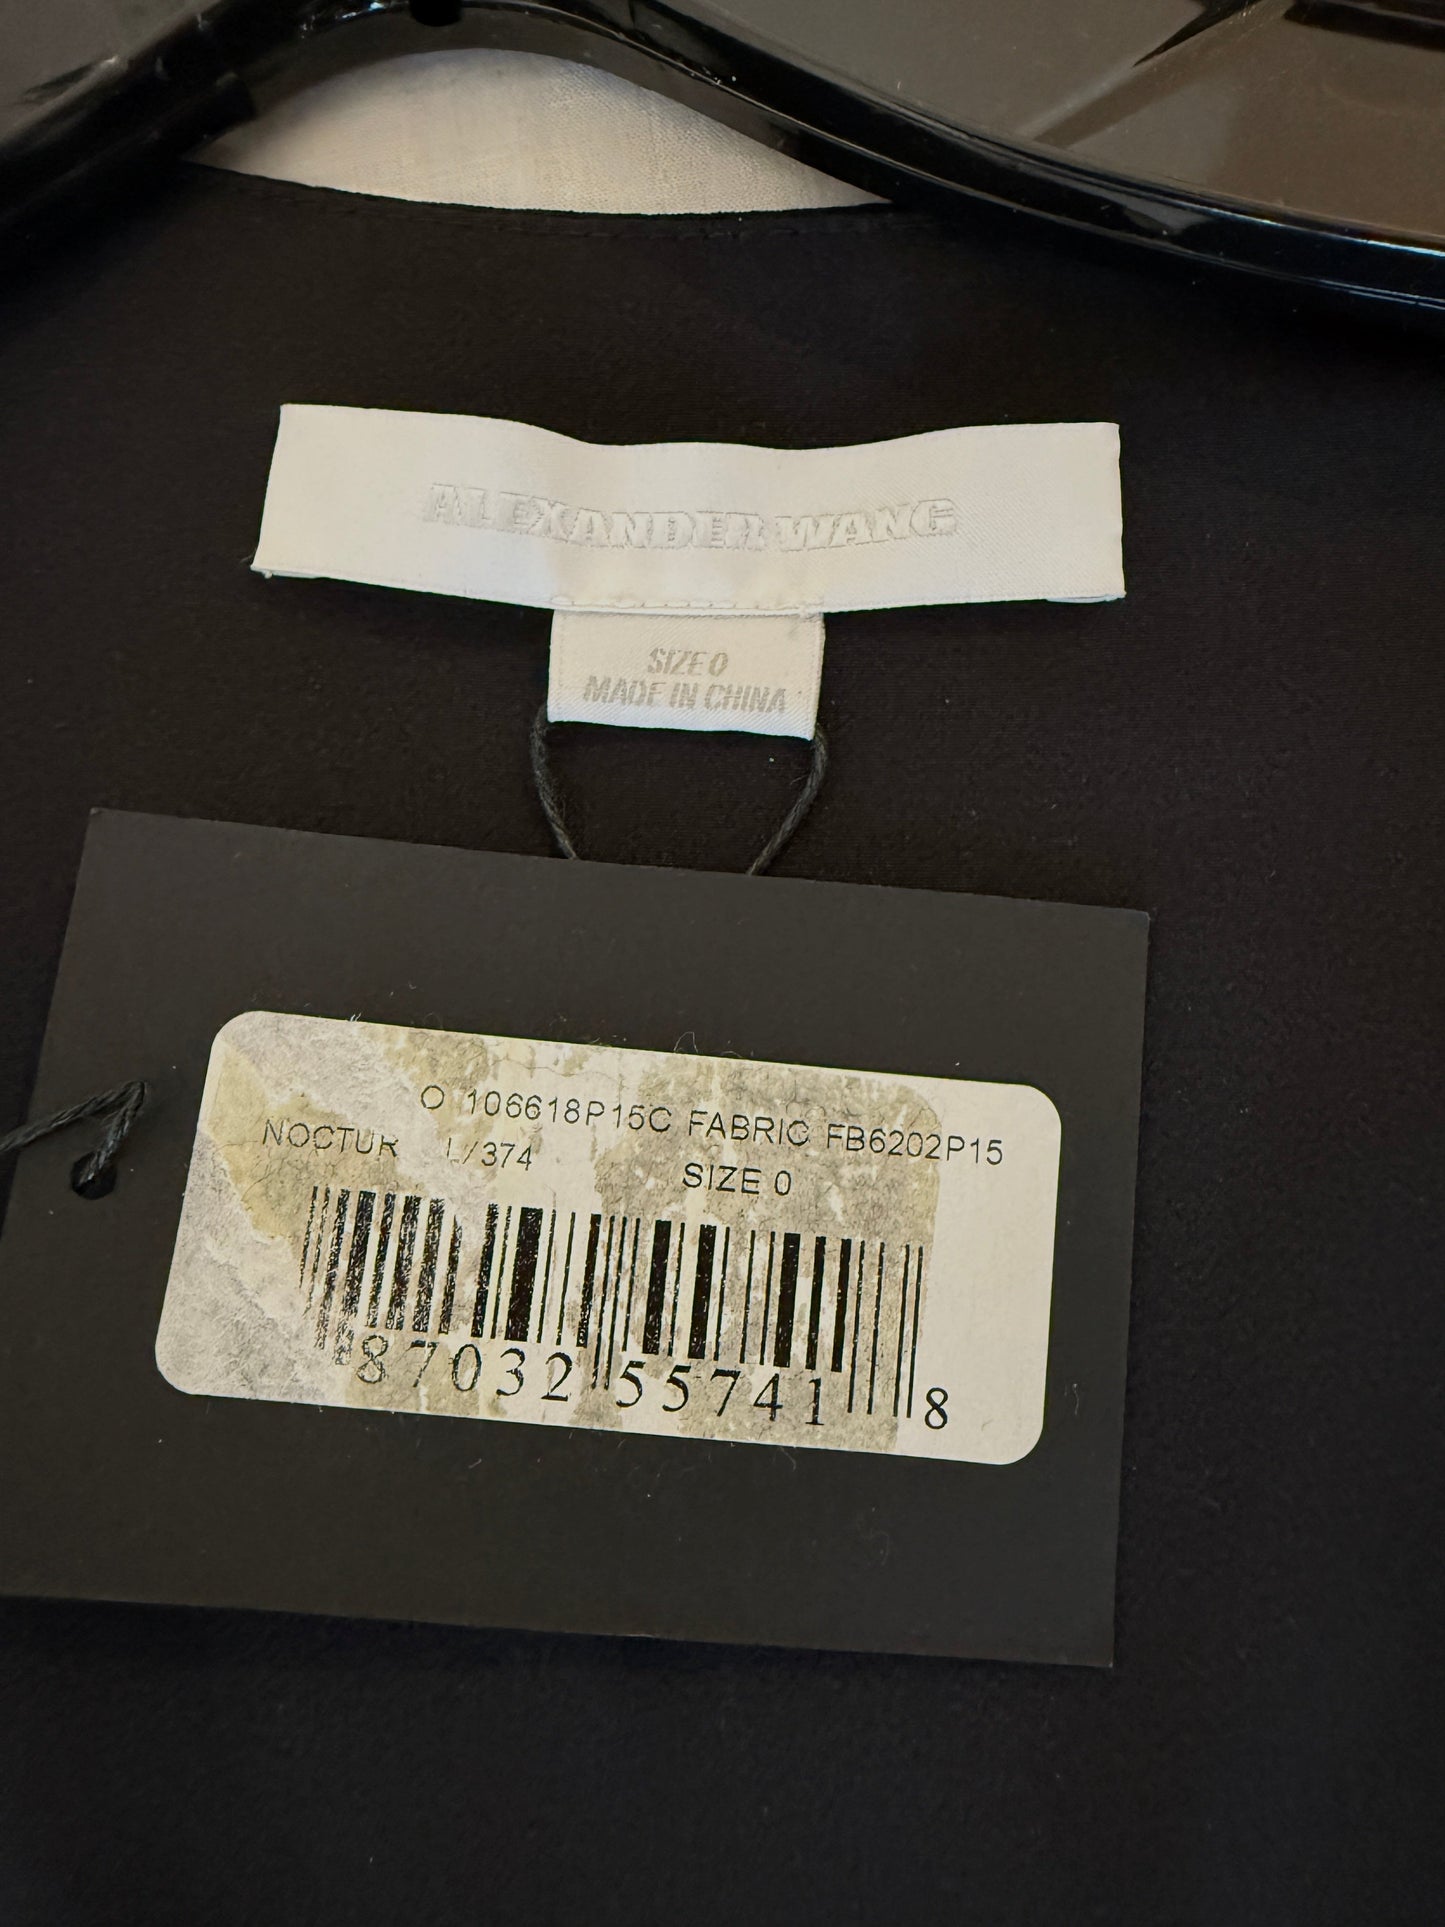 ALEXANDER WANG
SIZE 0
MADE IN CHINA
O 106618P15C FABRIC FB6202P15
NOCTUR L/374
SIZE 0
87032 55741 8